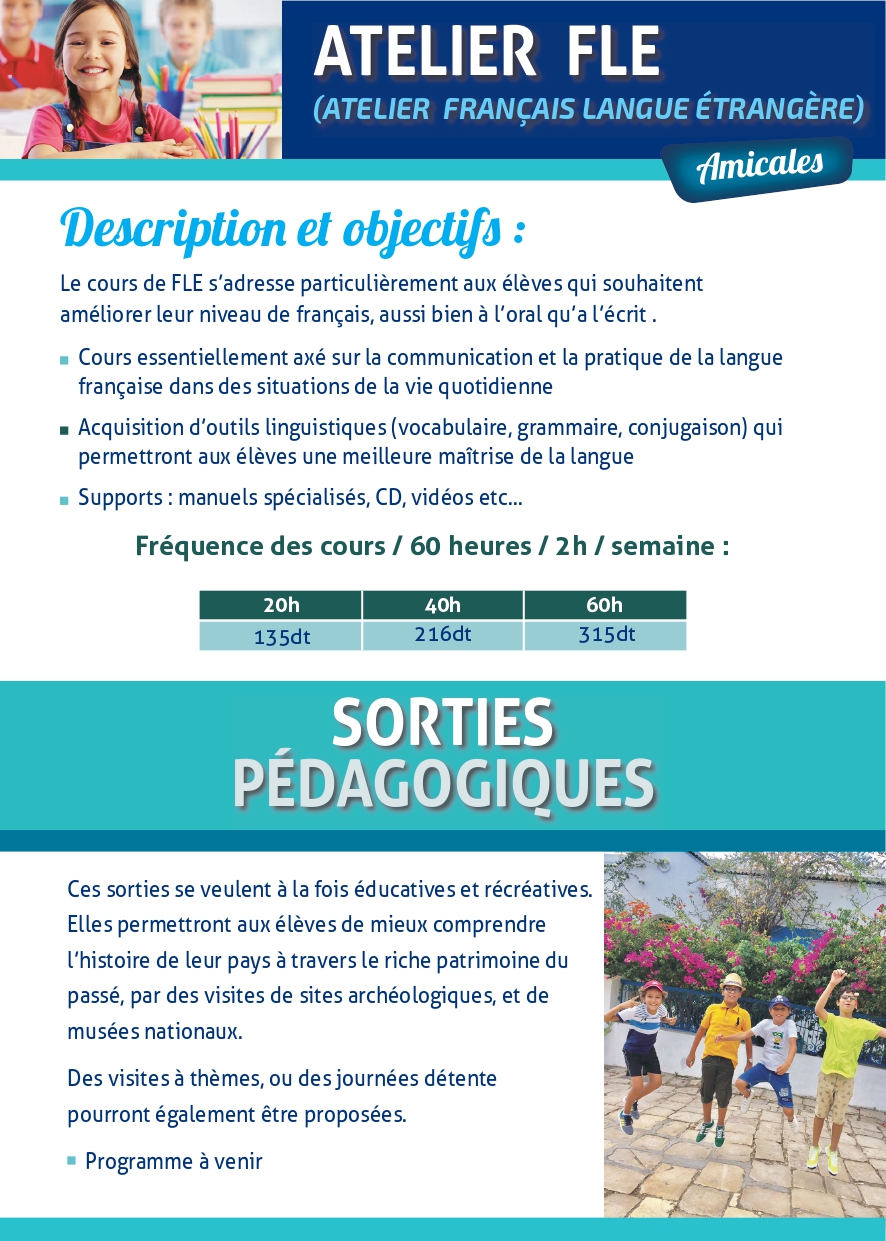 ATELIER FLE
(ATELIER FRANÇAIS LANGUE ÉTRANGÈRE)
Amicales
Description et objectifs :
Le cours de FLE s’adresse particulièrement aux élèves qui souhaitent
améliorer leur niveau de français, aussi bien à l’oral qu’a l’écrit .
Cours essentiellement axé sur la communication et la pratique de la langue
française dans des situations de la vie quotidienne
Acquisition d’outils linguistiques (vocabulaire, grammaire, conjugaison) qui
permettront aux élèves une meilleure maîtrise de la langue
Supports : manuels spécialisés, CD, vidéos etc...
Fréquence des cours / 60 heures / 2h / semaine :
20h 40h 60h
135dt 216dt 315dt
SORTIES
PÉDAGOGIQUES
Ces sorties se veulent à la fois éducatives et récréatives.
Elles permettront aux élèves de mieux comprendre
l’histoire de leur pays à travers le riche patrimoine du
passé, par des visites de sites archéologiques, et de
musées nationaux.
Des visites à thèmes, ou des journées détente
pourront également être proposées.
Programme à venir